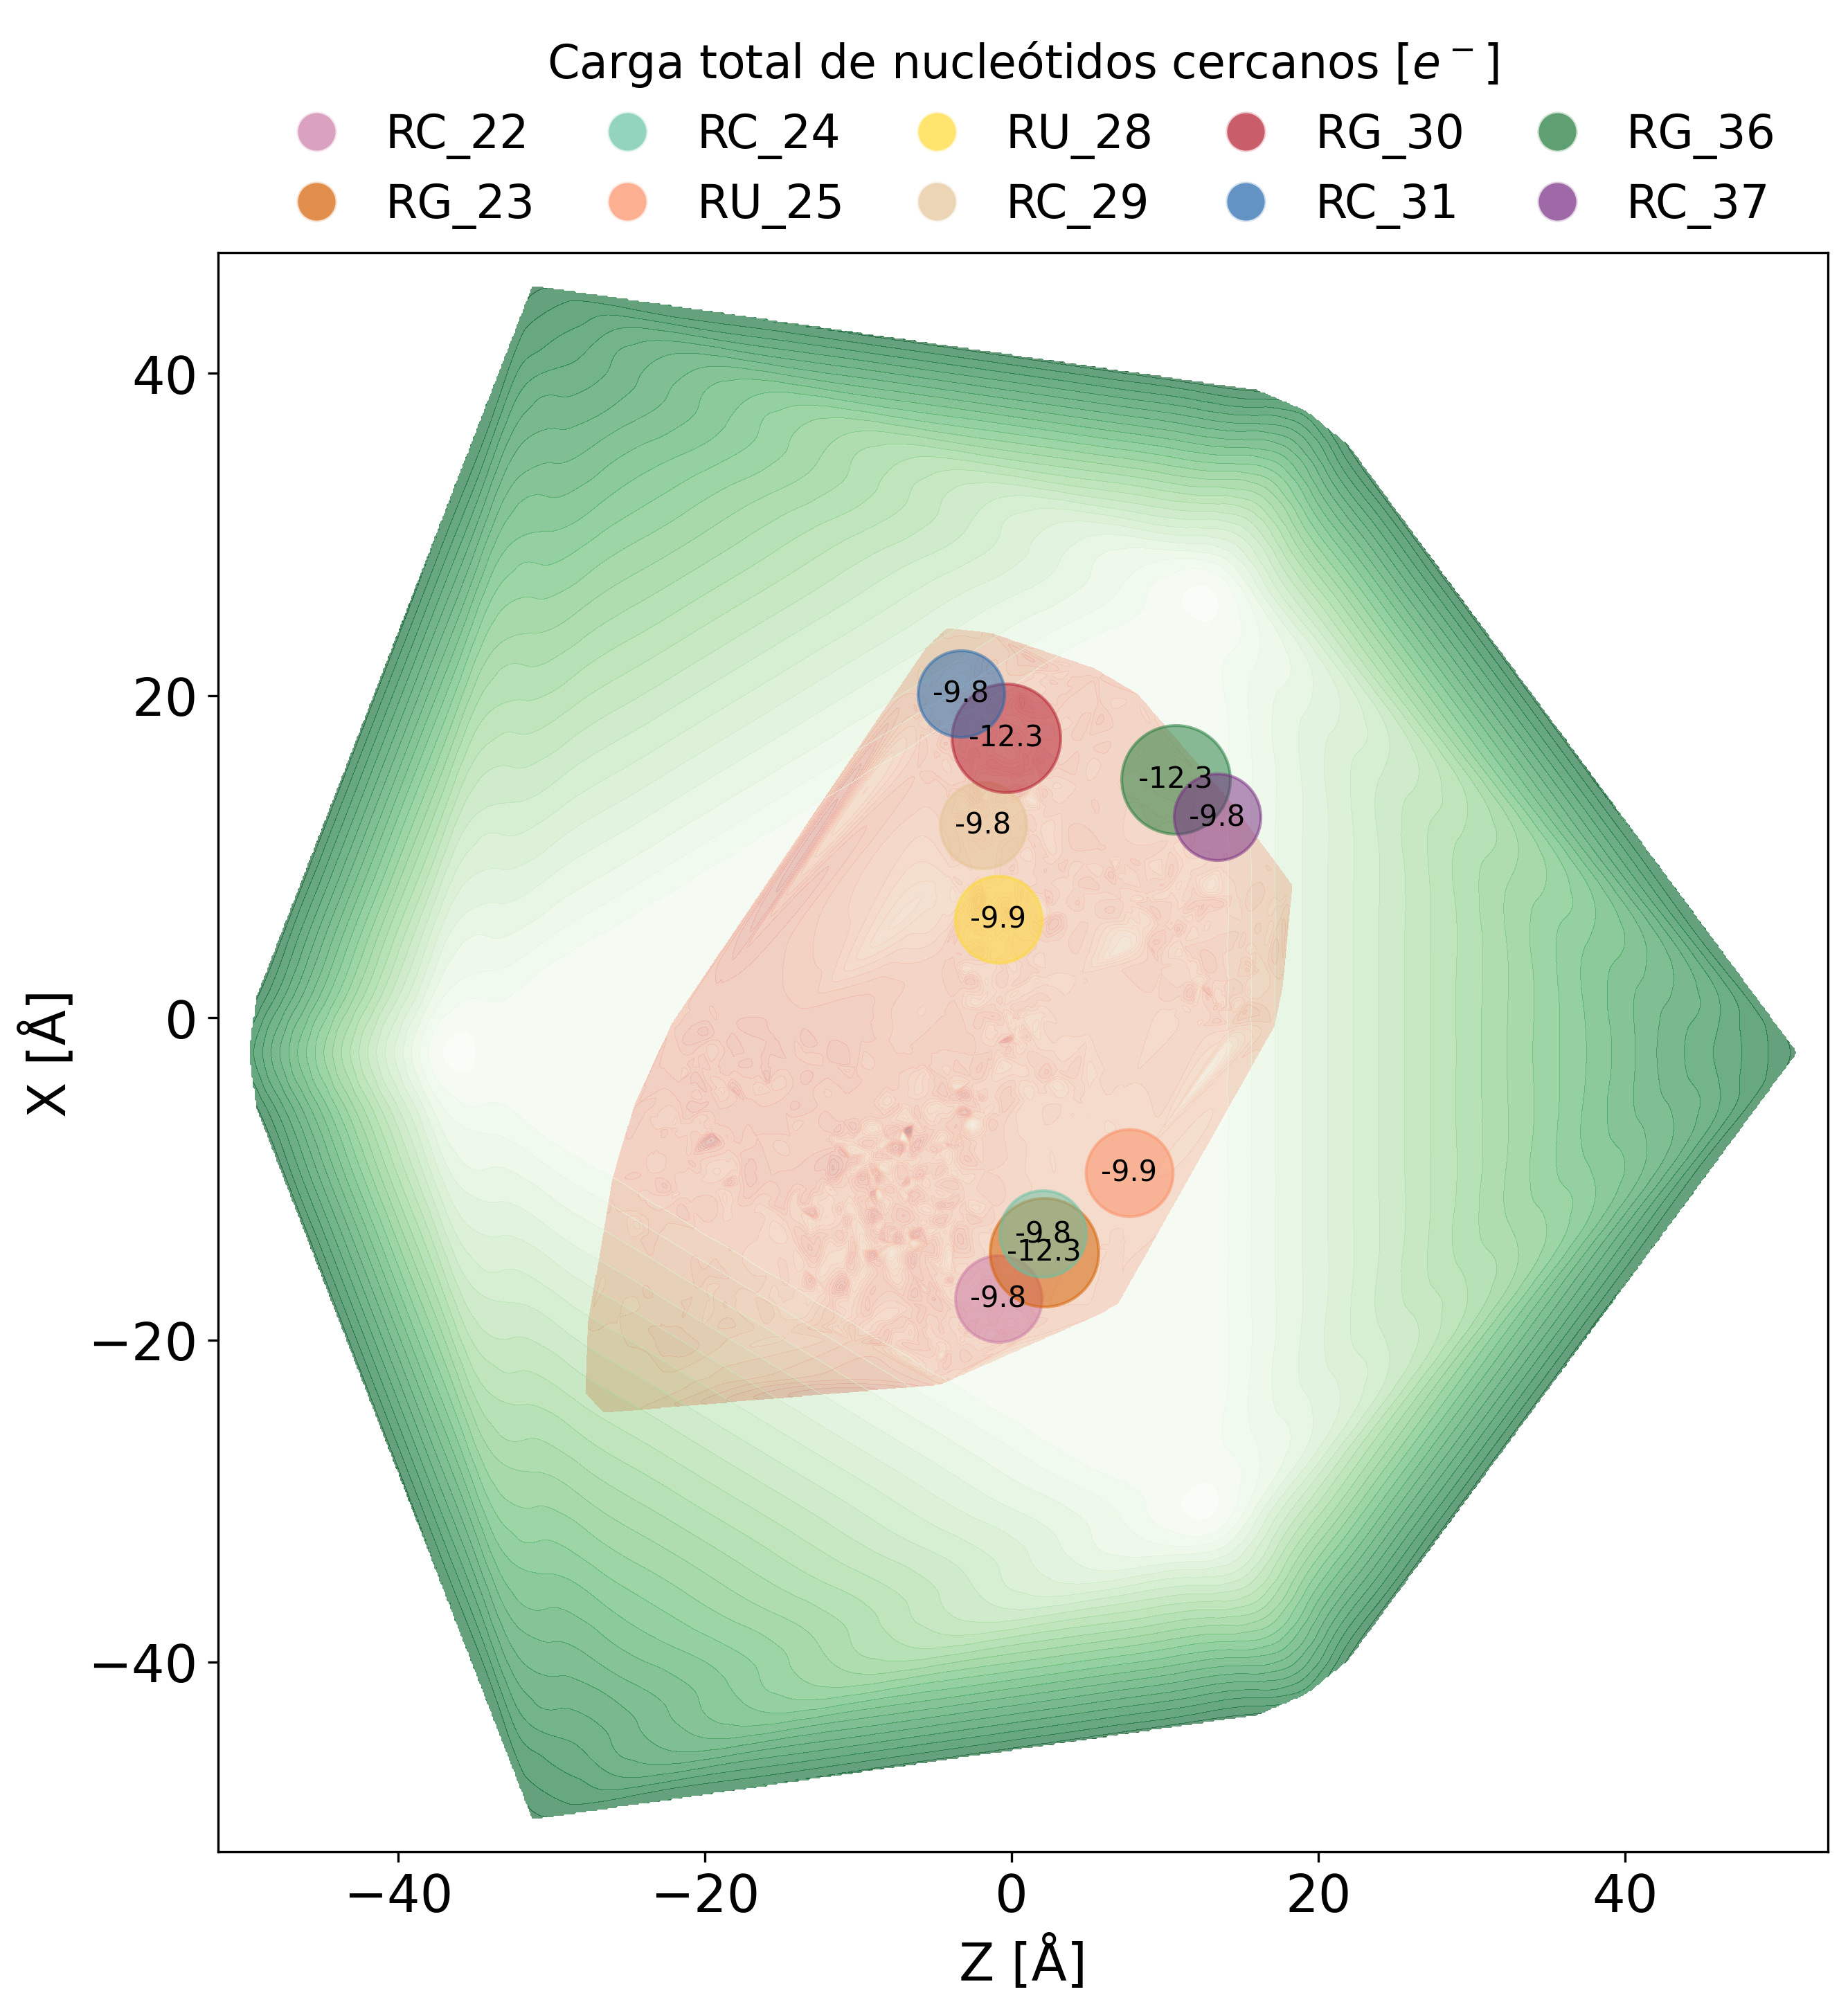 Carga total de nucleótidos cercanos [e⁻]
RC_22 RC_24 RU_28 RG_30 RG_36
RG_23 RU_25 RC_29 RC_31 RC_37
40
20
0
−20
−40
X [Å]
-9.8
-12.3
-12.3
-9.8
-9.8
-9.9
-9.9
-9.8
-12.3
-9.8
−40 −20 0 20 40
Z [Å]